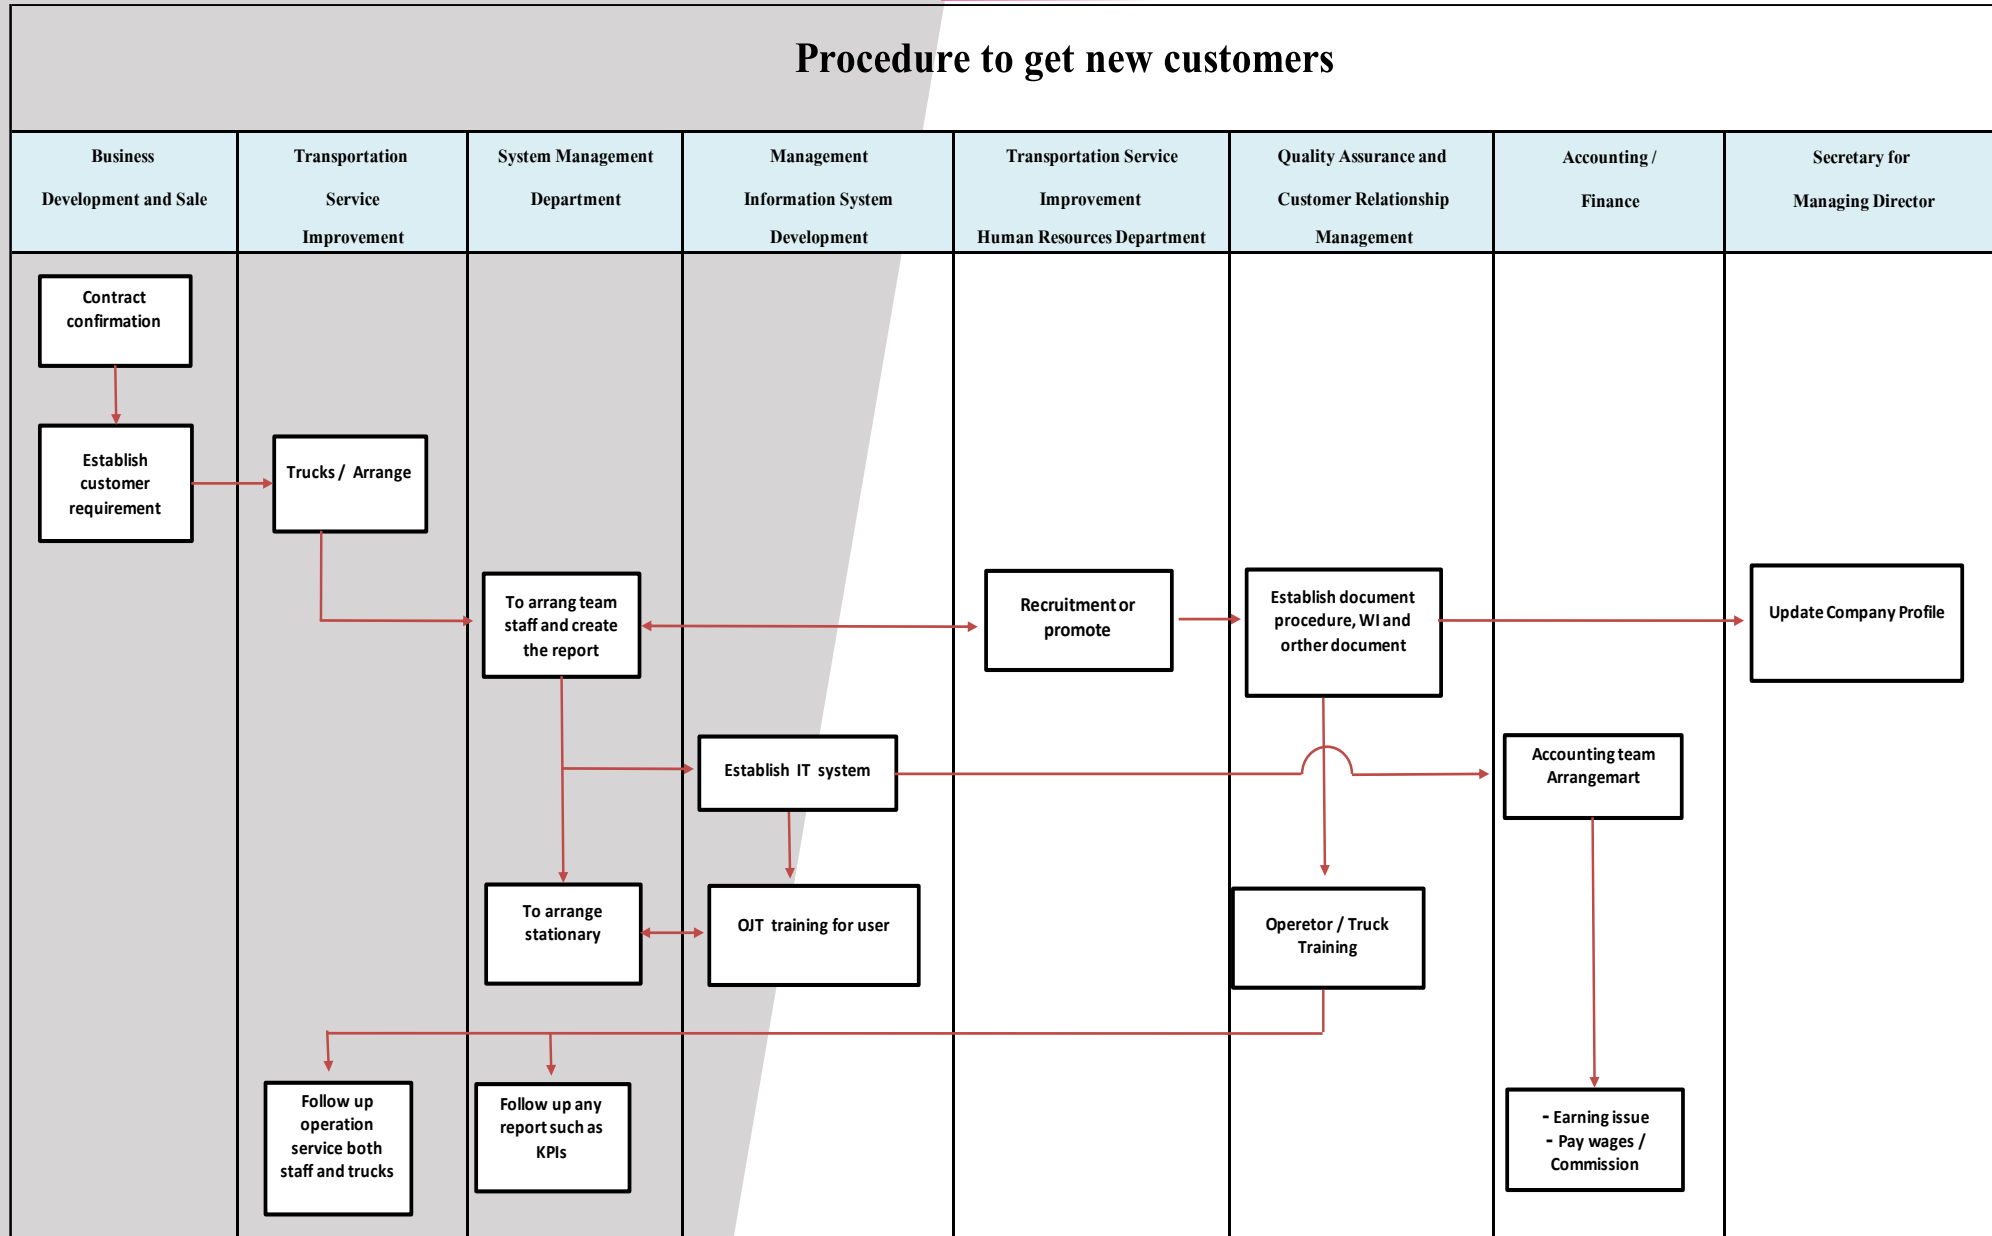 Procedure to get new customers
Business
Development and Sale
Transportation
Service
Improvement
System Management
Department
Management
Information System
Development
Transportation Service
Improvement
Human Resources Department
Quality Assurance and
Customer Relationship
Management
Accounting /
Finance
Secretary for
Managing Director
Contract
confirmation
Establish
customer
requirement
Trucks / Arrange
To arrang team
staff and create
the report
Recruitment or
promote
Establish document
procedure, WI and
orther document
Update Company Profile
Establish IT system
Accounting team
Arrangemart
To arrange
stationary
OJT training for user
Operetor / Truck
Training
Follow up
operation
service both
staff and trucks
Follow up any
report such as
KPIs
- Earning issue
- Pay wages /
Commission